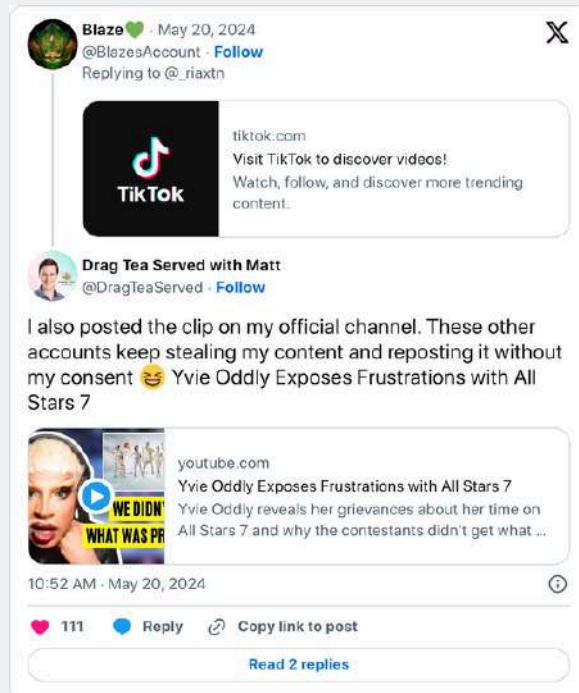 Blaze💚 · May 20, 2024
@BlazesAccount · Follow
Replying to @_riaxtn
TikTok
tiktok.com
Visit TikTok to discover videos!
Watch, follow, and discover more trending
content.
Drag Tea Served with Matt
@DragTeaServed · Follow
I also posted the clip on my official channel. These other
accounts keep stealing my content and reposting it without
my consent 😆 Yvie Oddly Exposes Frustrations with All
Stars 7
WE DIDN'
WHAT WAS PR
youtube.com
Yvie Oddly Exposes Frustrations with All Stars 7
Yvie Oddly reveals her grievances about her time on
All Stars 7 and why the contestants didn't get what ...
10:52 AM · May 20, 2024
111 Reply Copy link to post
Read 2 replies